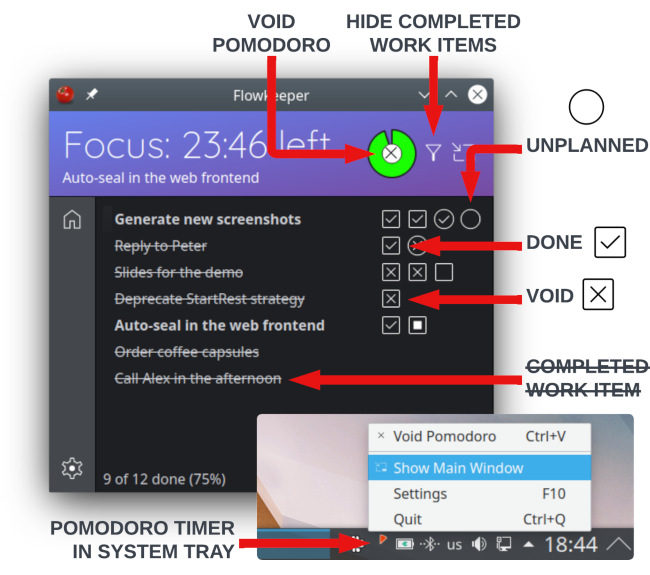 VOID
POMODORO
HIDE COMPLETED
WORK ITEMS
Flowkeeper
Focus: 23:46 left
Auto-seal in the web frontend
UNPLANNED
Generate new screenshots
Reply to Peter
DONE
Slides for the demo
Deprecate StartRest strategy
VOID
Auto-seal in the web frontend
Order coffee capsules
Call Alex in the afternoon
COMPLETED
WORK ITEM
9 of 12 done (75%)
Void Pomodoro Ctrl+V
Show Main Window
Settings F10
Quit Ctrl+Q
POMODORO TIMER
IN SYSTEM TRAY
us 18:44